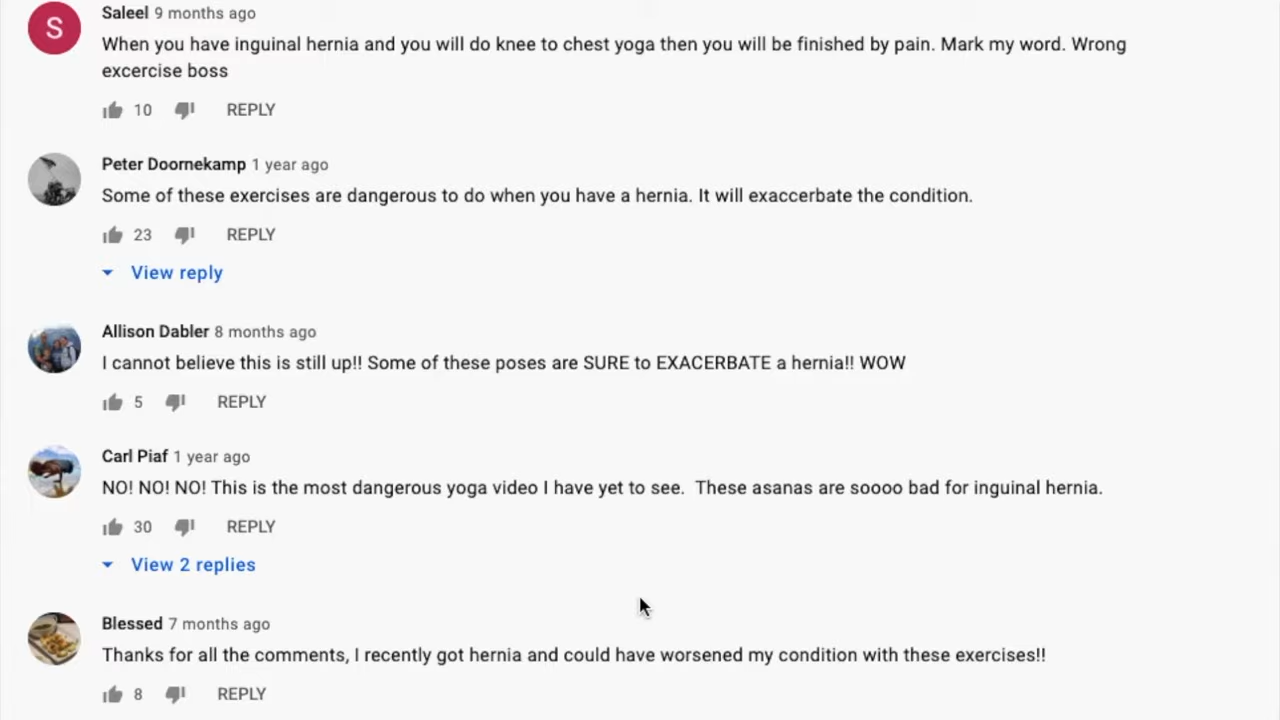 S
Saleel 9 months ago
When you have inguinal hernia and you will do knee to chest yoga then you will be finished by pain. Mark my word. Wrong
excercise boss
10 REPLY
Peter Doornekamp 1 year ago
Some of these exercises are dangerous to do when you have a hernia. It will exaccerbate the condition.
23 REPLY
View reply
Allison Dabler 8 months ago
I cannot believe this is still up!! Some of these poses are SURE to EXACERBATE a hernia!! WOW
5 REPLY
Carl Piaf 1 year ago
NO! NO! NO! This is the most dangerous yoga video I have yet to see. These asanas are soooo bad for inguinal hernia.
30 REPLY
View 2 replies
Blessed 7 months ago
Thanks for all the comments, I recently got hernia and could have worsened my condition with these exercises!!
8 REPLY